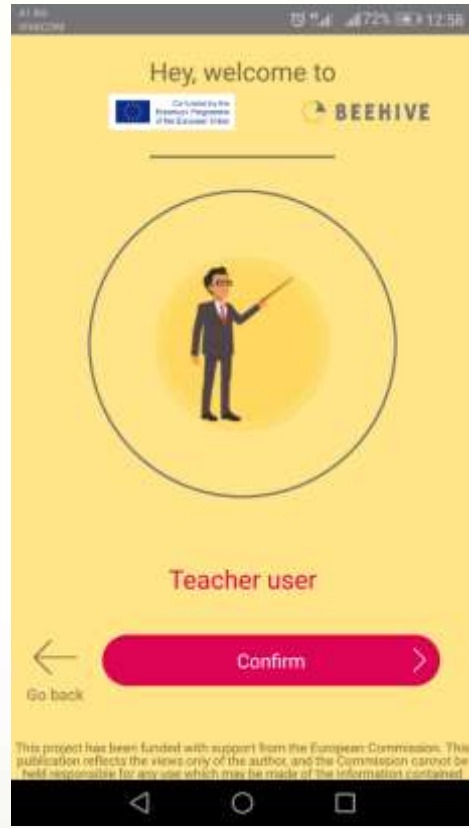 72% 12:58
Hey, welcome to
Co-funded by the
Erasmus+ Programme
of the European Union
BEEHIVE
Teacher user
Confirm
Go back
This project has been funded with support from the European Commission. This
publication reflects the views only of the author, and the Commission cannot be
held responsible for any use which may be made of the information contained